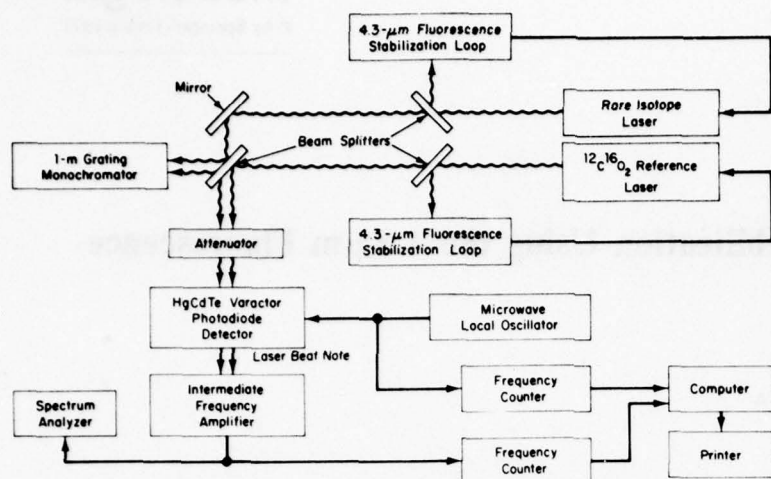 4.3-μm Fluorescence
Stabilization Loop
Mirror
Rare Isotope
Laser
Beam Splitters
1-m Grating
Monochromator
12C16O2 Reference
Laser
4.3-μm Fluorescence
Stabilization Loop
Attenuator
HgCdTe Varactor
Photodiode
Detector
Microwave
Local Oscillator
Laser Beat Note
Intermediate
Frequency
Amplifier
Spectrum
Analyzer
Frequency
Counter
Computer
Frequency
Counter
Printer